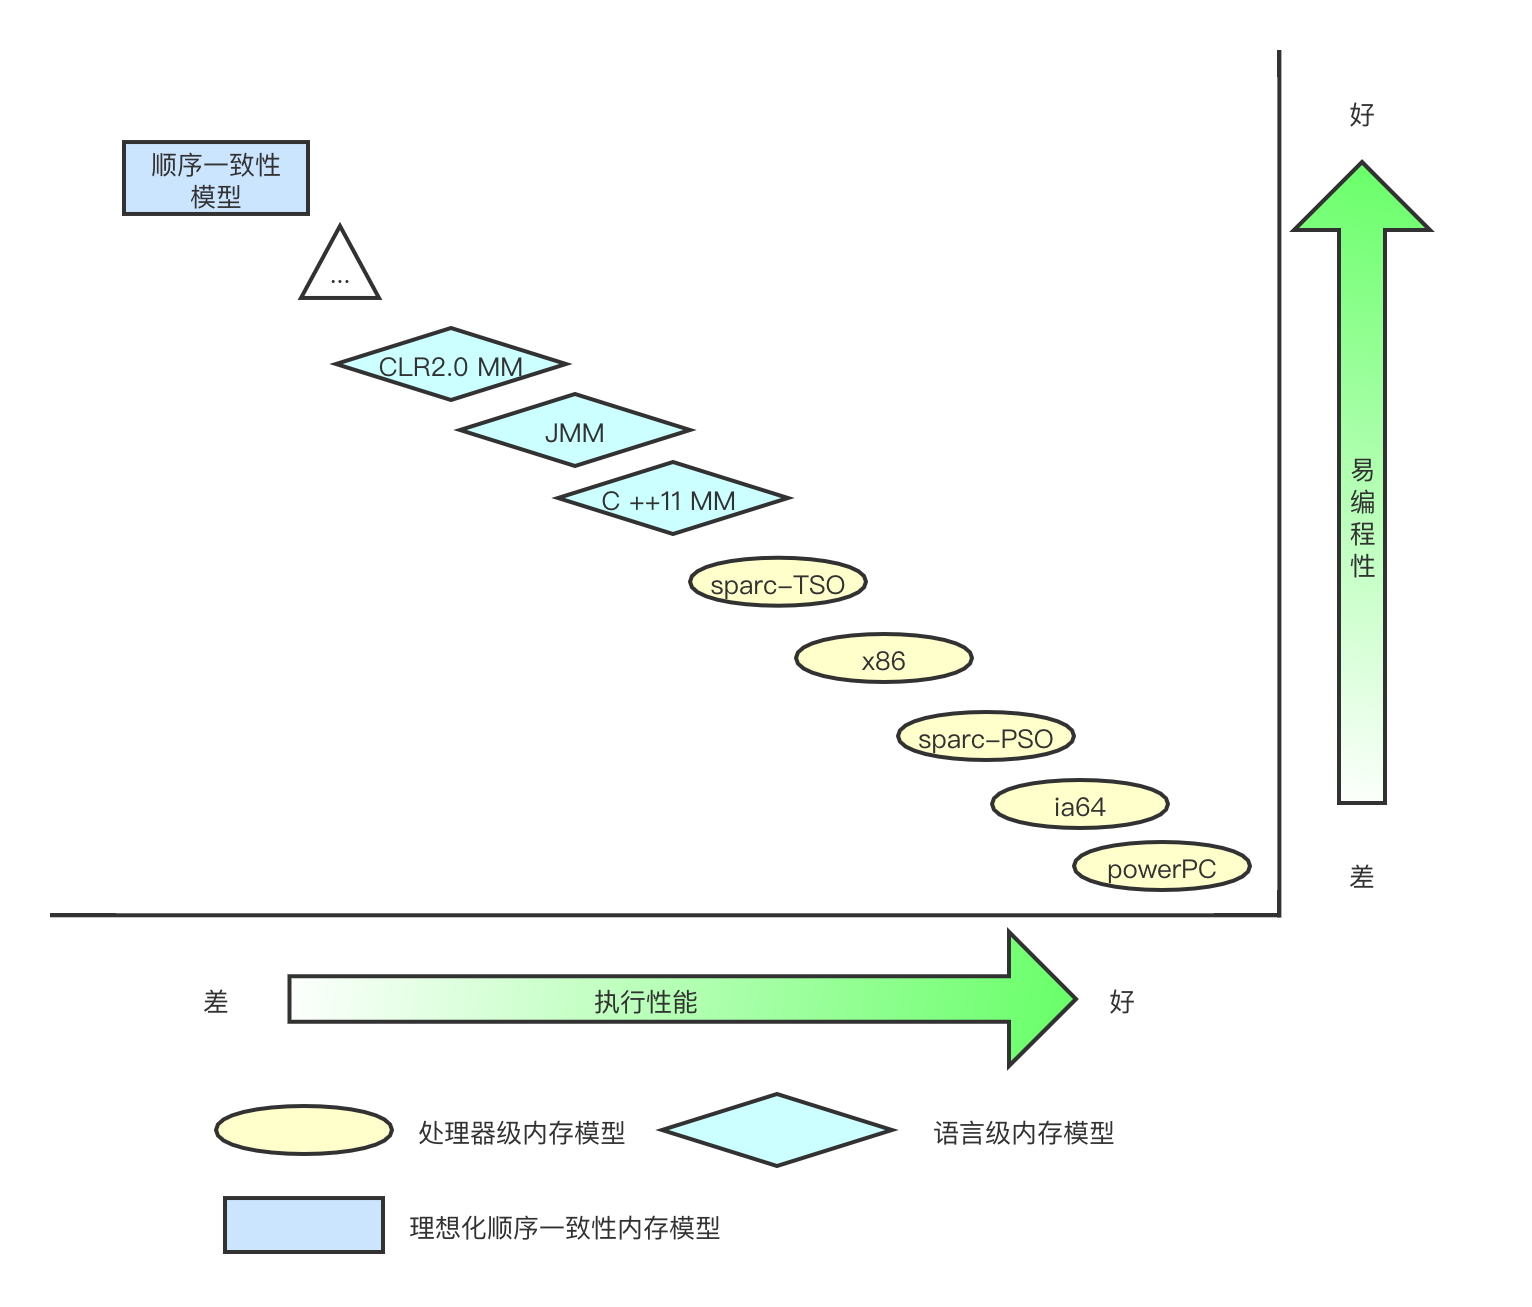 好
顺序一致性
模型
...
CLR2.0 MM
JMM
C ++11 MM
易
编
程
性
sparc-TSO
x86
sparc-PSO
ia64
powerPC
差
差
执行性能
好
处理器级内存模型
语言级内存模型
理想化顺序一致性内存模型